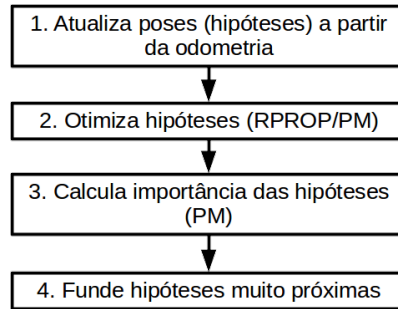 1. Atualiza poses (hipóteses) a partir
da odometria
2. Otimiza hipóteses (RPROP/PM)
3. Calcula importância das hipóteses
(PM)
4. Funde hipóteses muito próximas